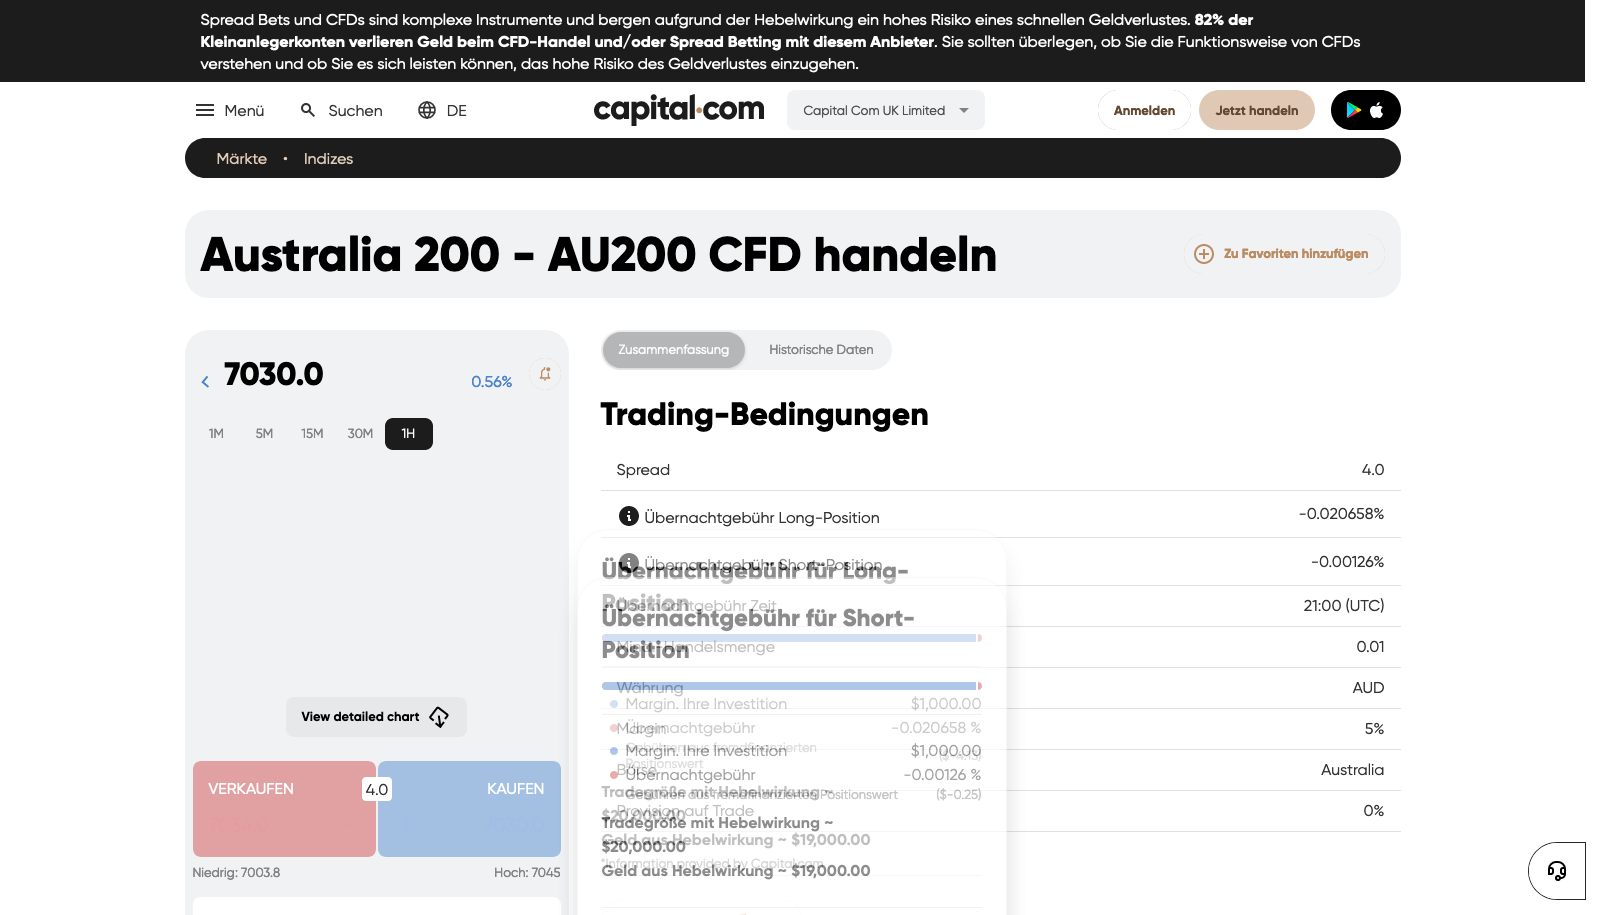 Spread Bets und CFDs sind komplexe Instrumente und bergen aufgrund der Hebelwirkung ein hohes Risiko eines schnellen Geldverlustes. 82% der
Kleinanlegerkonten verlieren Geld beim CFD-Handel und/oder Spread Betting mit diesem Anbieter. Sie sollten überlegen, ob Sie die Funktionsweise von CFDs
verstehen und ob Sie es sich leisten können, das hohe Risiko des Geldverlustes einzugehen.
Menü Suchen DE capital.com Capital Com UK Limited Anmelden Jetzt handeln
Märkte • Indizes
Australia 200 - AU200 CFD handeln Zu Favoriten hinzufügen
7030.0 0.56%
1M 5M 15M 30M 1H
View detailed chart
VERKAUFEN 4.0 KAUFEN
Niedrig: 7003.8 Hoch: 7045
Zusammenfassung Historische Daten
Trading-Bedingungen
Spread 4.0
Übernachtgebühr Long-Position -0.020658%
Übernachtgebühr Short-Position -0.00126%
Übernachtgebühr Zeit 21:00 (UTC)
Handelsmenge 0.01
Währung AUD
Margin 5%
Börse Australia
Provision auf Trade 0%
Übernachtgebühr für Long-
Position
Margin. Ihre Investition $1,000.00
Übernachtgebühr -0.020658 %
Gebühren aus fremdfinanzierten
Positionswert ($-4.13)
Tradegröße mit Hebelwirkung ~
$20,000.00
Geld aus Hebelwirkung ~ $19,000.00
*Information provided by Capital.com
Übernachtgebühr für Short-
Position
Margin. Ihre Investition $1,000.00
Übernachtgebühr -0.00126 %
Gebühren aus fremdfinanzierten Positionswert ($-0.25)
Tradegröße mit Hebelwirkung ~
$20,000.00
Geld aus Hebelwirkung ~ $19,000.00